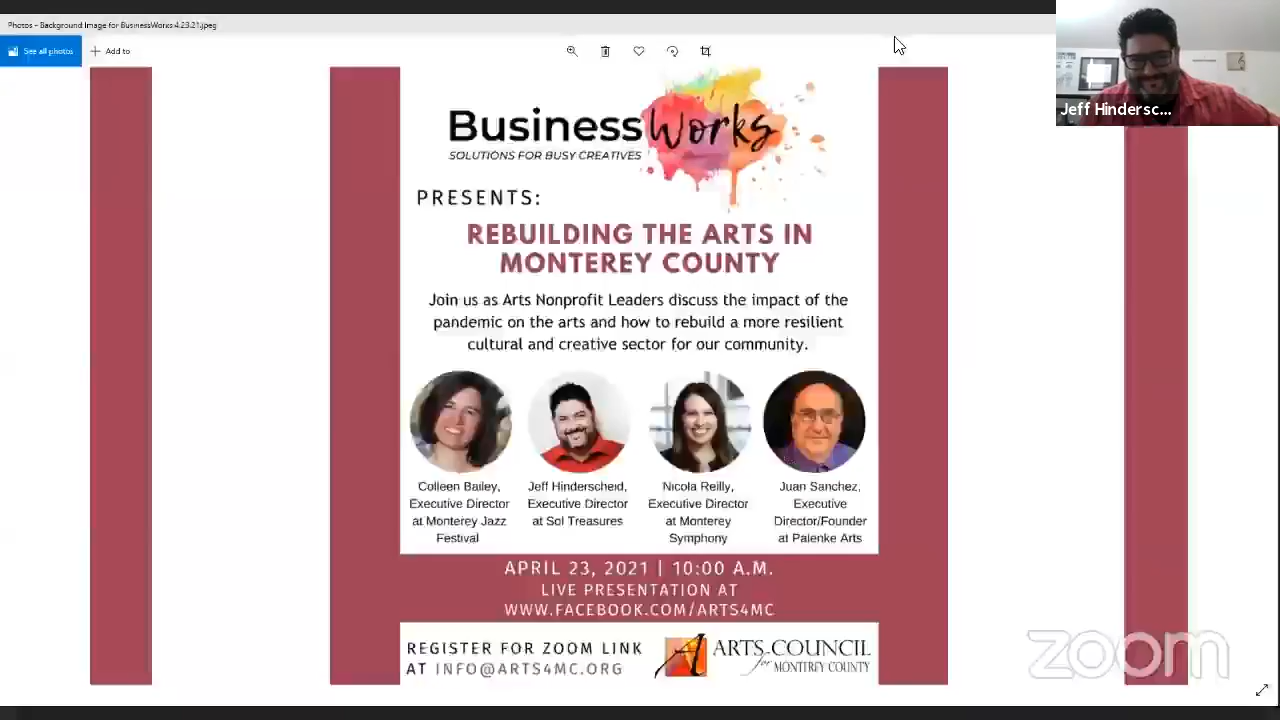 Photos - Background Image for BusinessWorks 4.23.21.jpeg
See all photos
Add to
Jeff Hindersc...
BusinessWorks
SOLUTIONS FOR BUSY CREATIVES
PRESENTS:
REBUILDING THE ARTS IN
MONTEREY COUNTY
Join us as Arts Nonprofit Leaders discuss the impact of the
pandemic on the arts and how to rebuild a more resilient
cultural and creative sector for our community.
Colleen Bailey,
Executive Director
at Monterey Jazz
Festival
Jeff Hinderscheid,
Executive Director
at Sol Treasures
Nicola Reilly,
Executive Director
at Monterey
Symphony
Juan Sanchez,
Executive
Director/Founder
at Palenke Arts
APRIL 23, 2021 | 10:00 A.M.
LIVE PRESENTATION AT
WWW.FACEBOOK.COM/ARTS4MC
REGISTER FOR ZOOM LINK
AT INFO@ARTS4MC.ORG
ARTS COUNCIL
for MONTEREY COUNTY
zoom